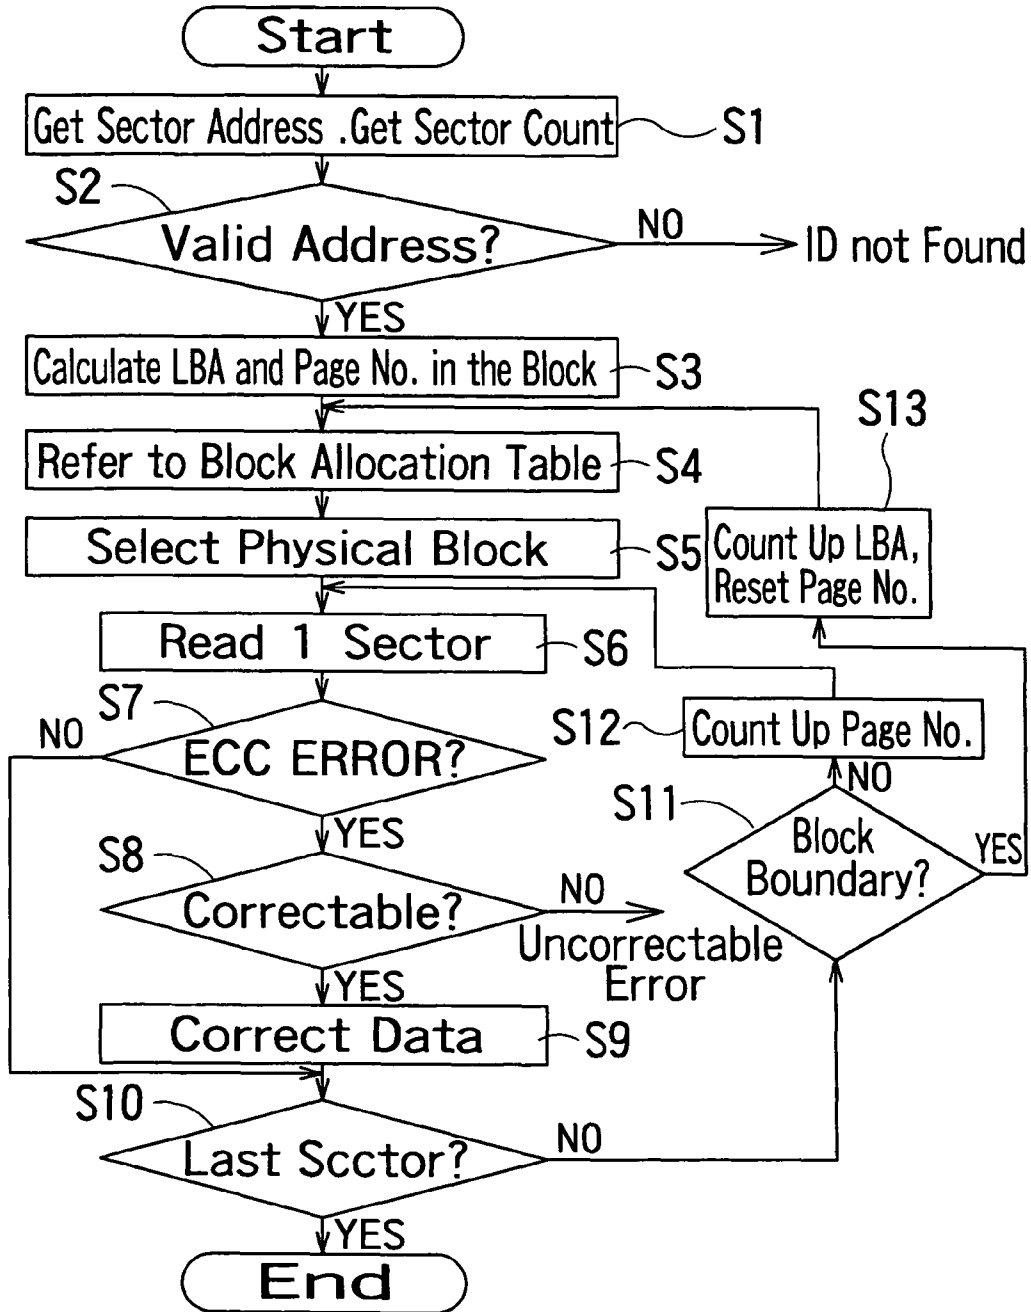 Start
Get Sector Address .Get Sector Count
S1
S2
Valid Address?
NO
ID not Found
YES
Calculate LBA and Page No. in the Block
S3
S13
Refer to Block Allocation Table
S4
Select Physical Block
S5
Count Up LBA,
Reset Page No.
Read 1 Sector
S6
S7
NO
ECC ERROR?
S12
Count Up Page No.
NO
YES
S11
Block
Boundary?
YES
S8
Correctable?
NO
Uncorrectable
Error
YES
Correct Data
S9
S10
Last Scctor?
NO
YES
End